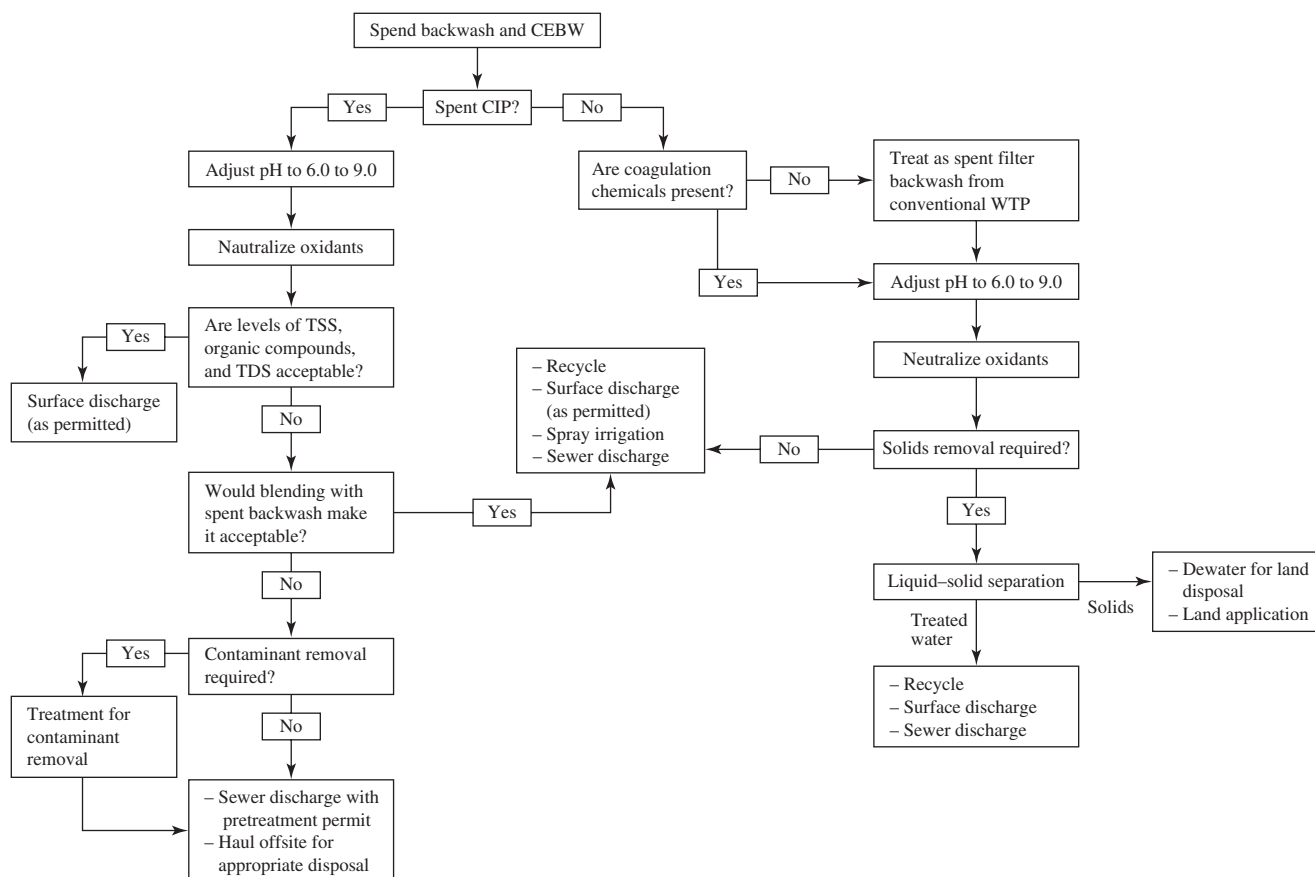 Spend backwash and CEBW
Yes
Spent CIP?
No
Adjust pH to 6.0 to 9.0
Nautralize oxidants
Are levels of TSS,
organic compounds,
and TDS acceptable?
Yes
Surface discharge
(as permitted)
No
Would blending with
spent backwash make
it acceptable?
Yes
No
Contaminant removal
required?
Yes
Treatment for
contaminant
removal
No
– Sewer discharge with
pretreatment permit
– Haul offsite for
appropriate disposal
Are coagulation
chemicals present?
No
Treat as spent filter
backwash from
conventional WTP
Yes
Adjust pH to 6.0 to 9.0
Neutralize oxidants
Solids removal required?
No
– Recycle
– Surface discharge
(as permitted)
– Spray irrigation
– Sewer discharge
Yes
Liquid–solid separation
Solids
– Dewater for land
disposal
– Land application
Treated
water
– Recycle
– Surface discharge
– Sewer discharge